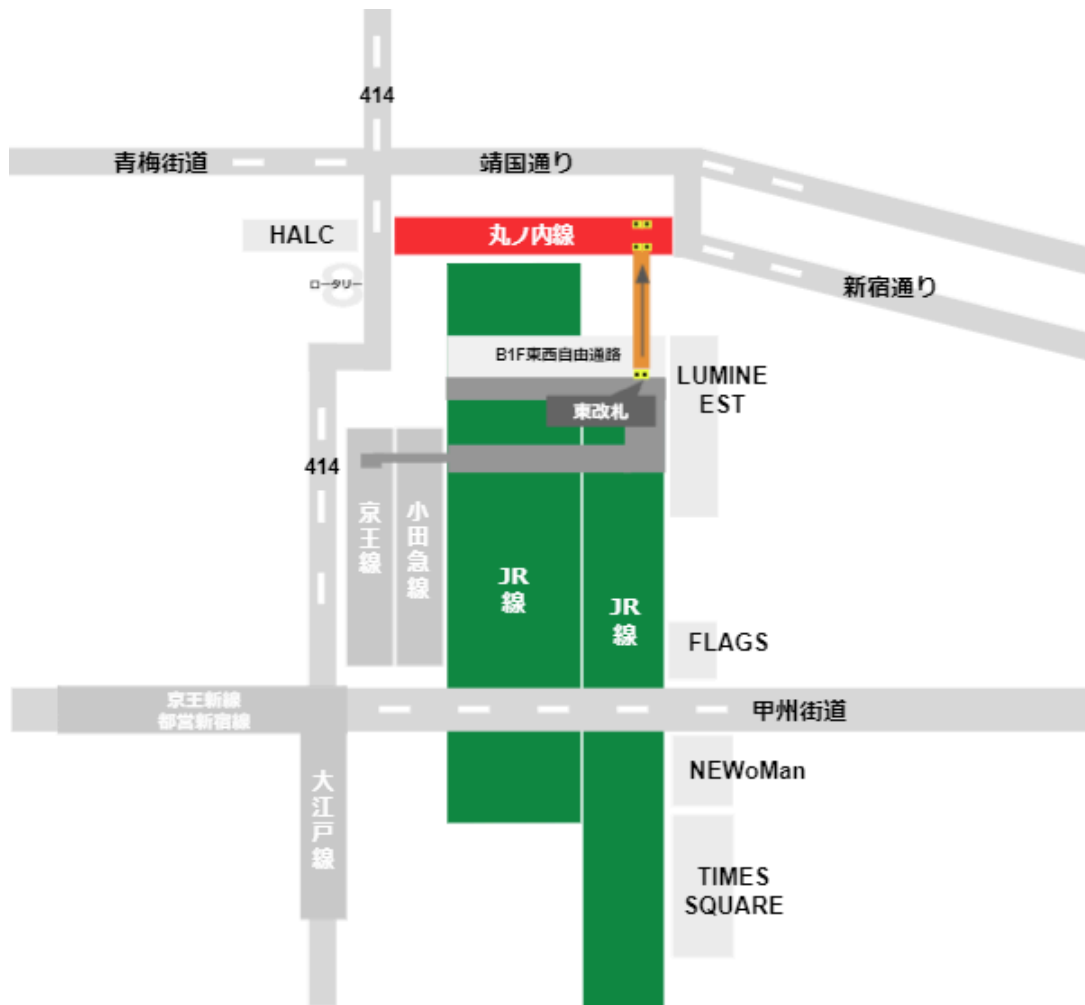 414
青梅街道
靖国通り
HALC
丸ノ内線
ロータリー
8
新宿通り
B1F東西自由通路
LUMINE
EST
東改札
414
京王線
小田急線
JR
線
JR
線
FLAGS
京王新線
都営新宿線
甲州街道
NEWoMan
大江戸線
TIMES
SQUARE